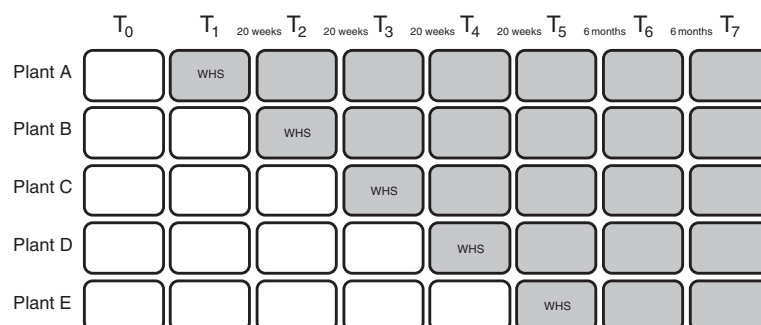 T0 T1 20 weeks T2 20 weeks T3 20 weeks T4 20 weeks T5 6 months T6 6 months T7
Plant A WHS
Plant B WHS
Plant C WHS
Plant D WHS
Plant E WHS